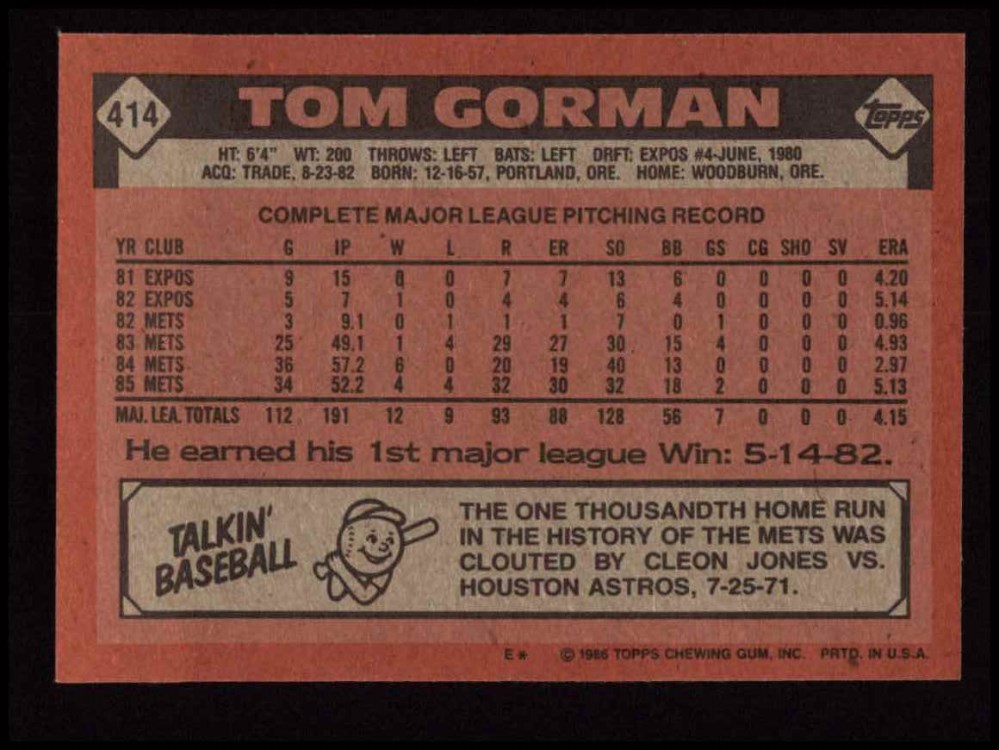 414 TOM GORMAN Topps
HT: 6'4" WT: 200 THROWS: LEFT BATS: LEFT DRFT: EXPOS #4-JUNE, 1980
ACQ: TRADE, 8-23-82 BORN: 12-16-57, PORTLAND, ORE. HOME: WOODBURN, ORE.
COMPLETE MAJOR LEAGUE PITCHING RECORD
YR CLUB G IP W L R ER SO BB GS CG SHO SV ERA
81 EXPOS 9 15 0 0 7 7 13 6 0 0 0 0 4.20
82 EXPOS 5 7 1 0 4 4 6 4 0 0 0 0 5.14
82 METS 3 9.1 0 1 1 1 7 0 1 0 0 0 0.96
83 METS 25 49.1 1 4 29 27 30 15 4 0 0 0 4.93
84 METS 36 57.2 6 0 20 19 40 13 0 0 0 0 2.97
85 METS 34 52.2 4 4 32 30 32 18 2 0 0 0 5.13
MAJ. LEA. TOTALS 112 191 12 9 93 88 128 56 7 0 0 0 4.15
He earned his 1st major league Win: 5-14-82.
TALKIN'
BASEBALL
THE ONE THOUSANDTH HOME RUN
IN THE HISTORY OF THE METS WAS
CLOUTED BY CLEON JONES VS.
HOUSTON ASTROS, 7-25-71.
E* © 1986 TOPPS CHEWING GUM, INC. PRTD. IN U.S.A.